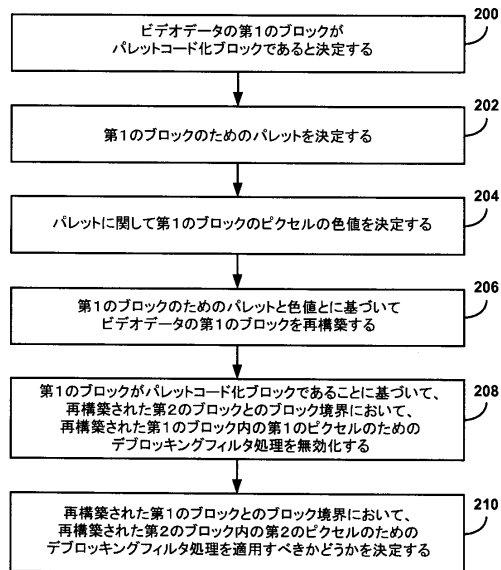 200
ビデオデータの第1のブロックが
パレットコード化ブロックであると決定する
202
第1のブロックのためのパレットを決定する
204
パレットに関して第1のブロックのピクセルの色値を決定する
206
第1のブロックのためのパレットと色値とに基づいて
ビデオデータの第1のブロックを再構築する
208
第1のブロックがパレットコード化ブロックであることに基づいて、
再構築された第2のブロックとのブロック境界において、
再構築された第1のブロック内の第1のピクセルのための
デブロッキングフィルタ処理を無効化する
210
再構築された第1のブロックとのブロック境界において、
再構築された第2のブロック内の第2のピクセルのための
デブロッキングフィルタ処理を適用すべきかどうかを決定する